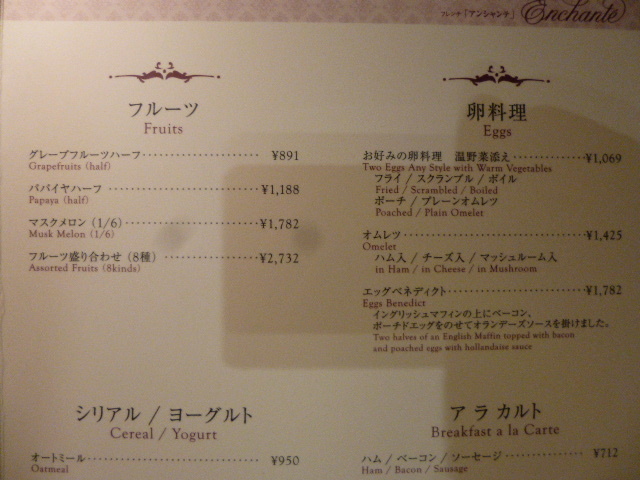 フレンチ「アンシャンテ」 Enchanté
フルーツ
Fruits
グレープフルーツハーフ ¥891
Grapefruits (half)
パパイヤハーフ ¥1,188
Papaya (half)
マスクメロン (1/6) ¥1,782
Musk Melon (1/6)
フルーツ盛り合わせ (8種) ¥2,732
Assorted Fruits (8kinds)
卵料理
Eggs
お好みの卵料理 温野菜添え ¥1,069
Two Eggs Any Style with Warm Vegetables
フライ / スクランブル / ボイル
Fried / Scrambled / Boiled
ポーチ / プレーンオムレツ
Poached / Plain Omelet
オムレツ ¥1,425
Omelet
ハム入 / チーズ入 / マッシュルーム入
in Ham / in Cheese / in Mushroom
エッグベネディクト ¥1,782
Eggs Benedict
イングリッシュマフィンの上にベーコン、
ポーチドエッグをのせてオランデーズソースを掛けました。
Two halves of an English Maffin topped with bacon
and poached eggs with hollandaise sauce
シリアル / ヨーグルト
Cereal / Yogurt
オートミール ¥950
Oatmeal
ア ラ カルト
Breakfast a la Carte
ハム / ベーコン / ソーセージ ¥712
Ham / Bacon / Sausage